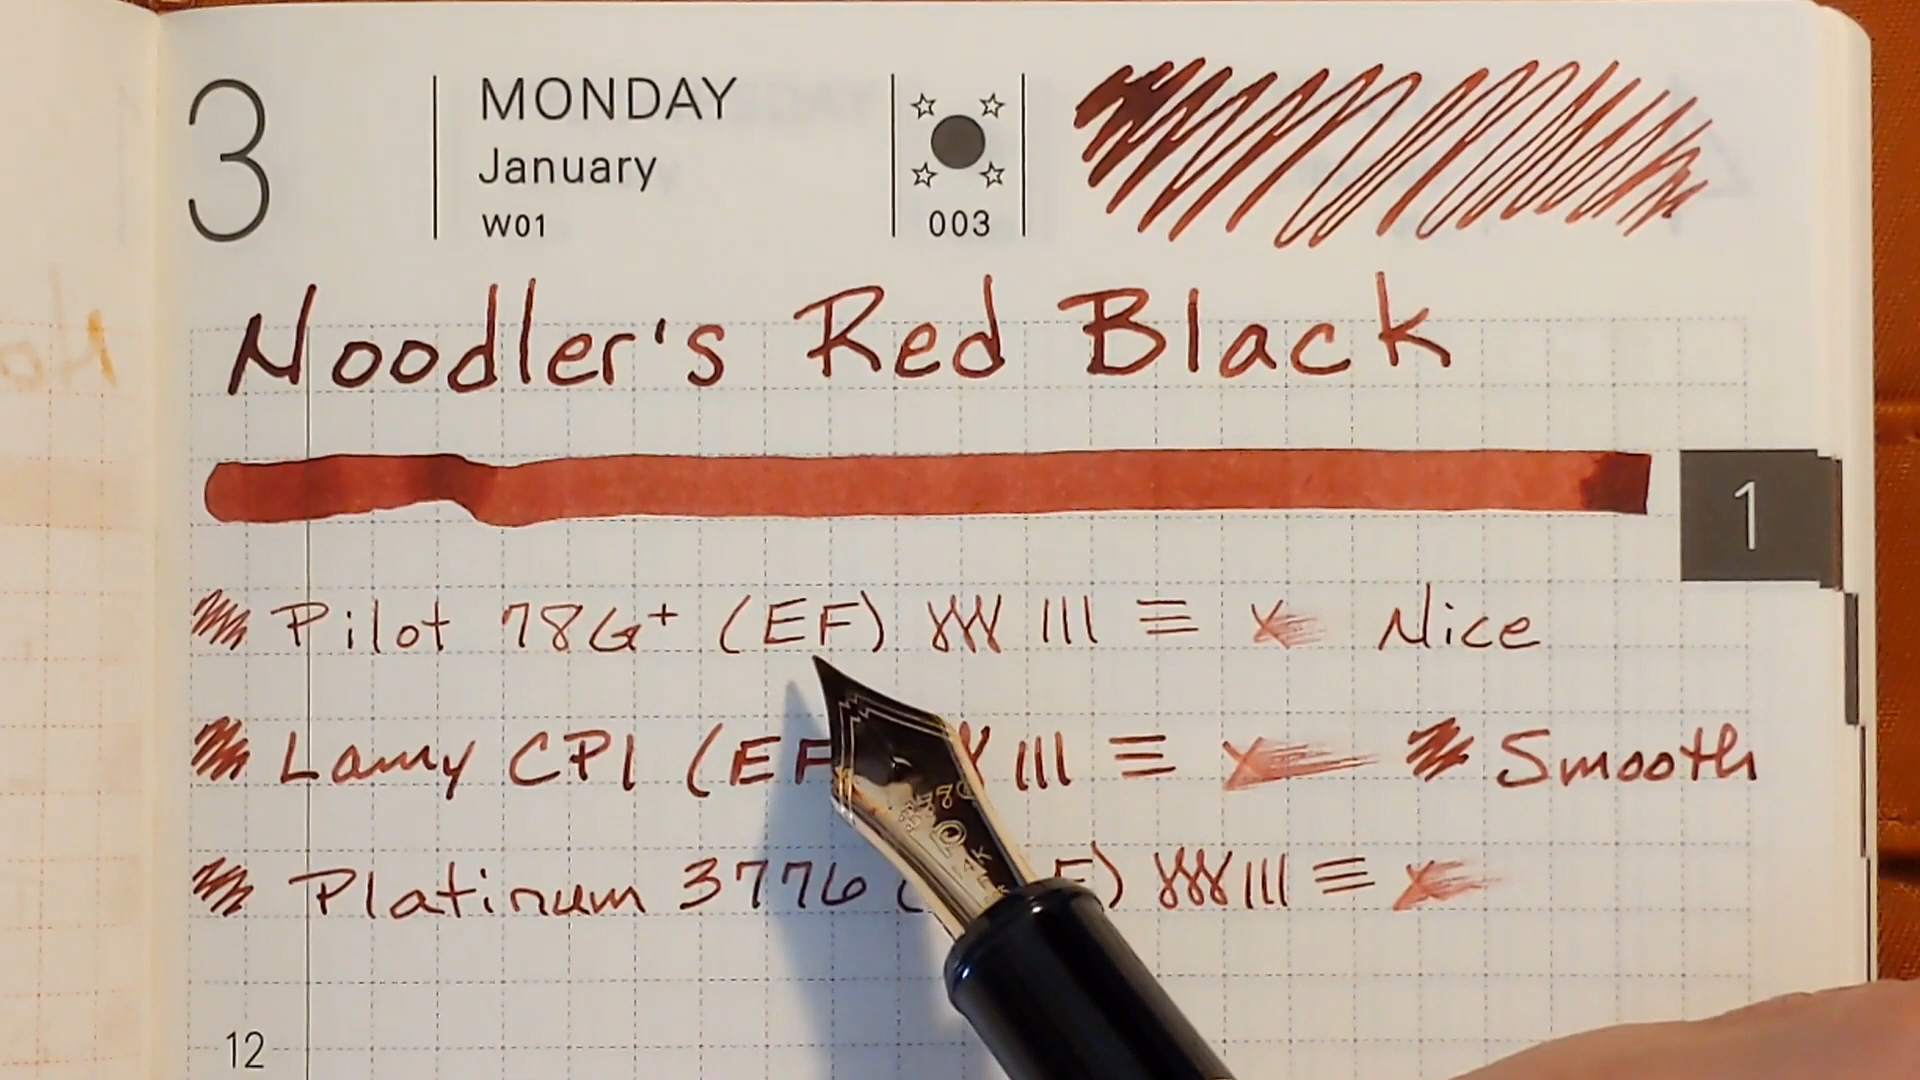 3 MONDAY
January
W01 003
Noodler's Red Black
1
Pilot 78G+ (EF) Nice
Lamy CP1 (EF Smooth
Platinum 3776 ( F)
12